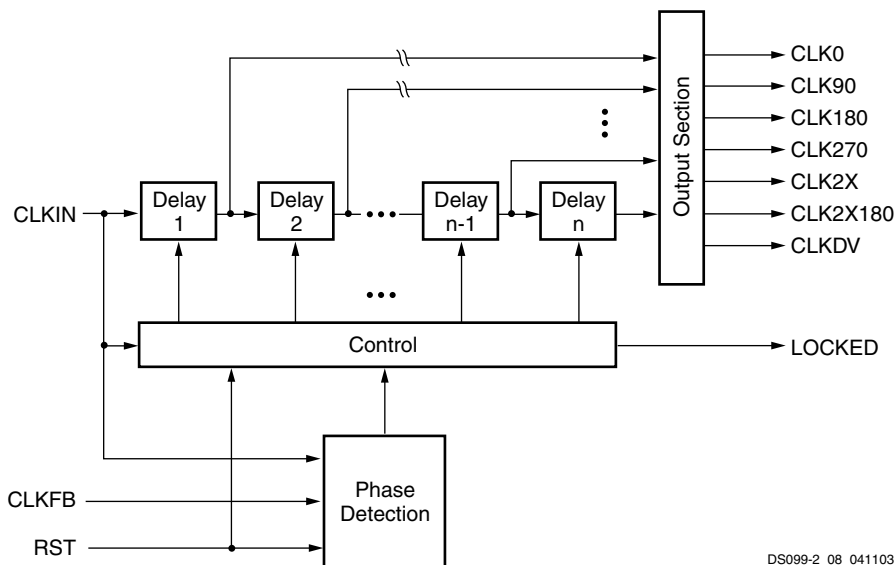 CLK0
CLK90
CLK180
CLK270
CLK2X
CLK2X180
CLKDV
Output Section
CLKIN
Delay
1
Delay
2
Delay
n-1
Delay
n
Control
LOCKED
CLKFB
Phase
Detection
RST
DS099-2_08_041103